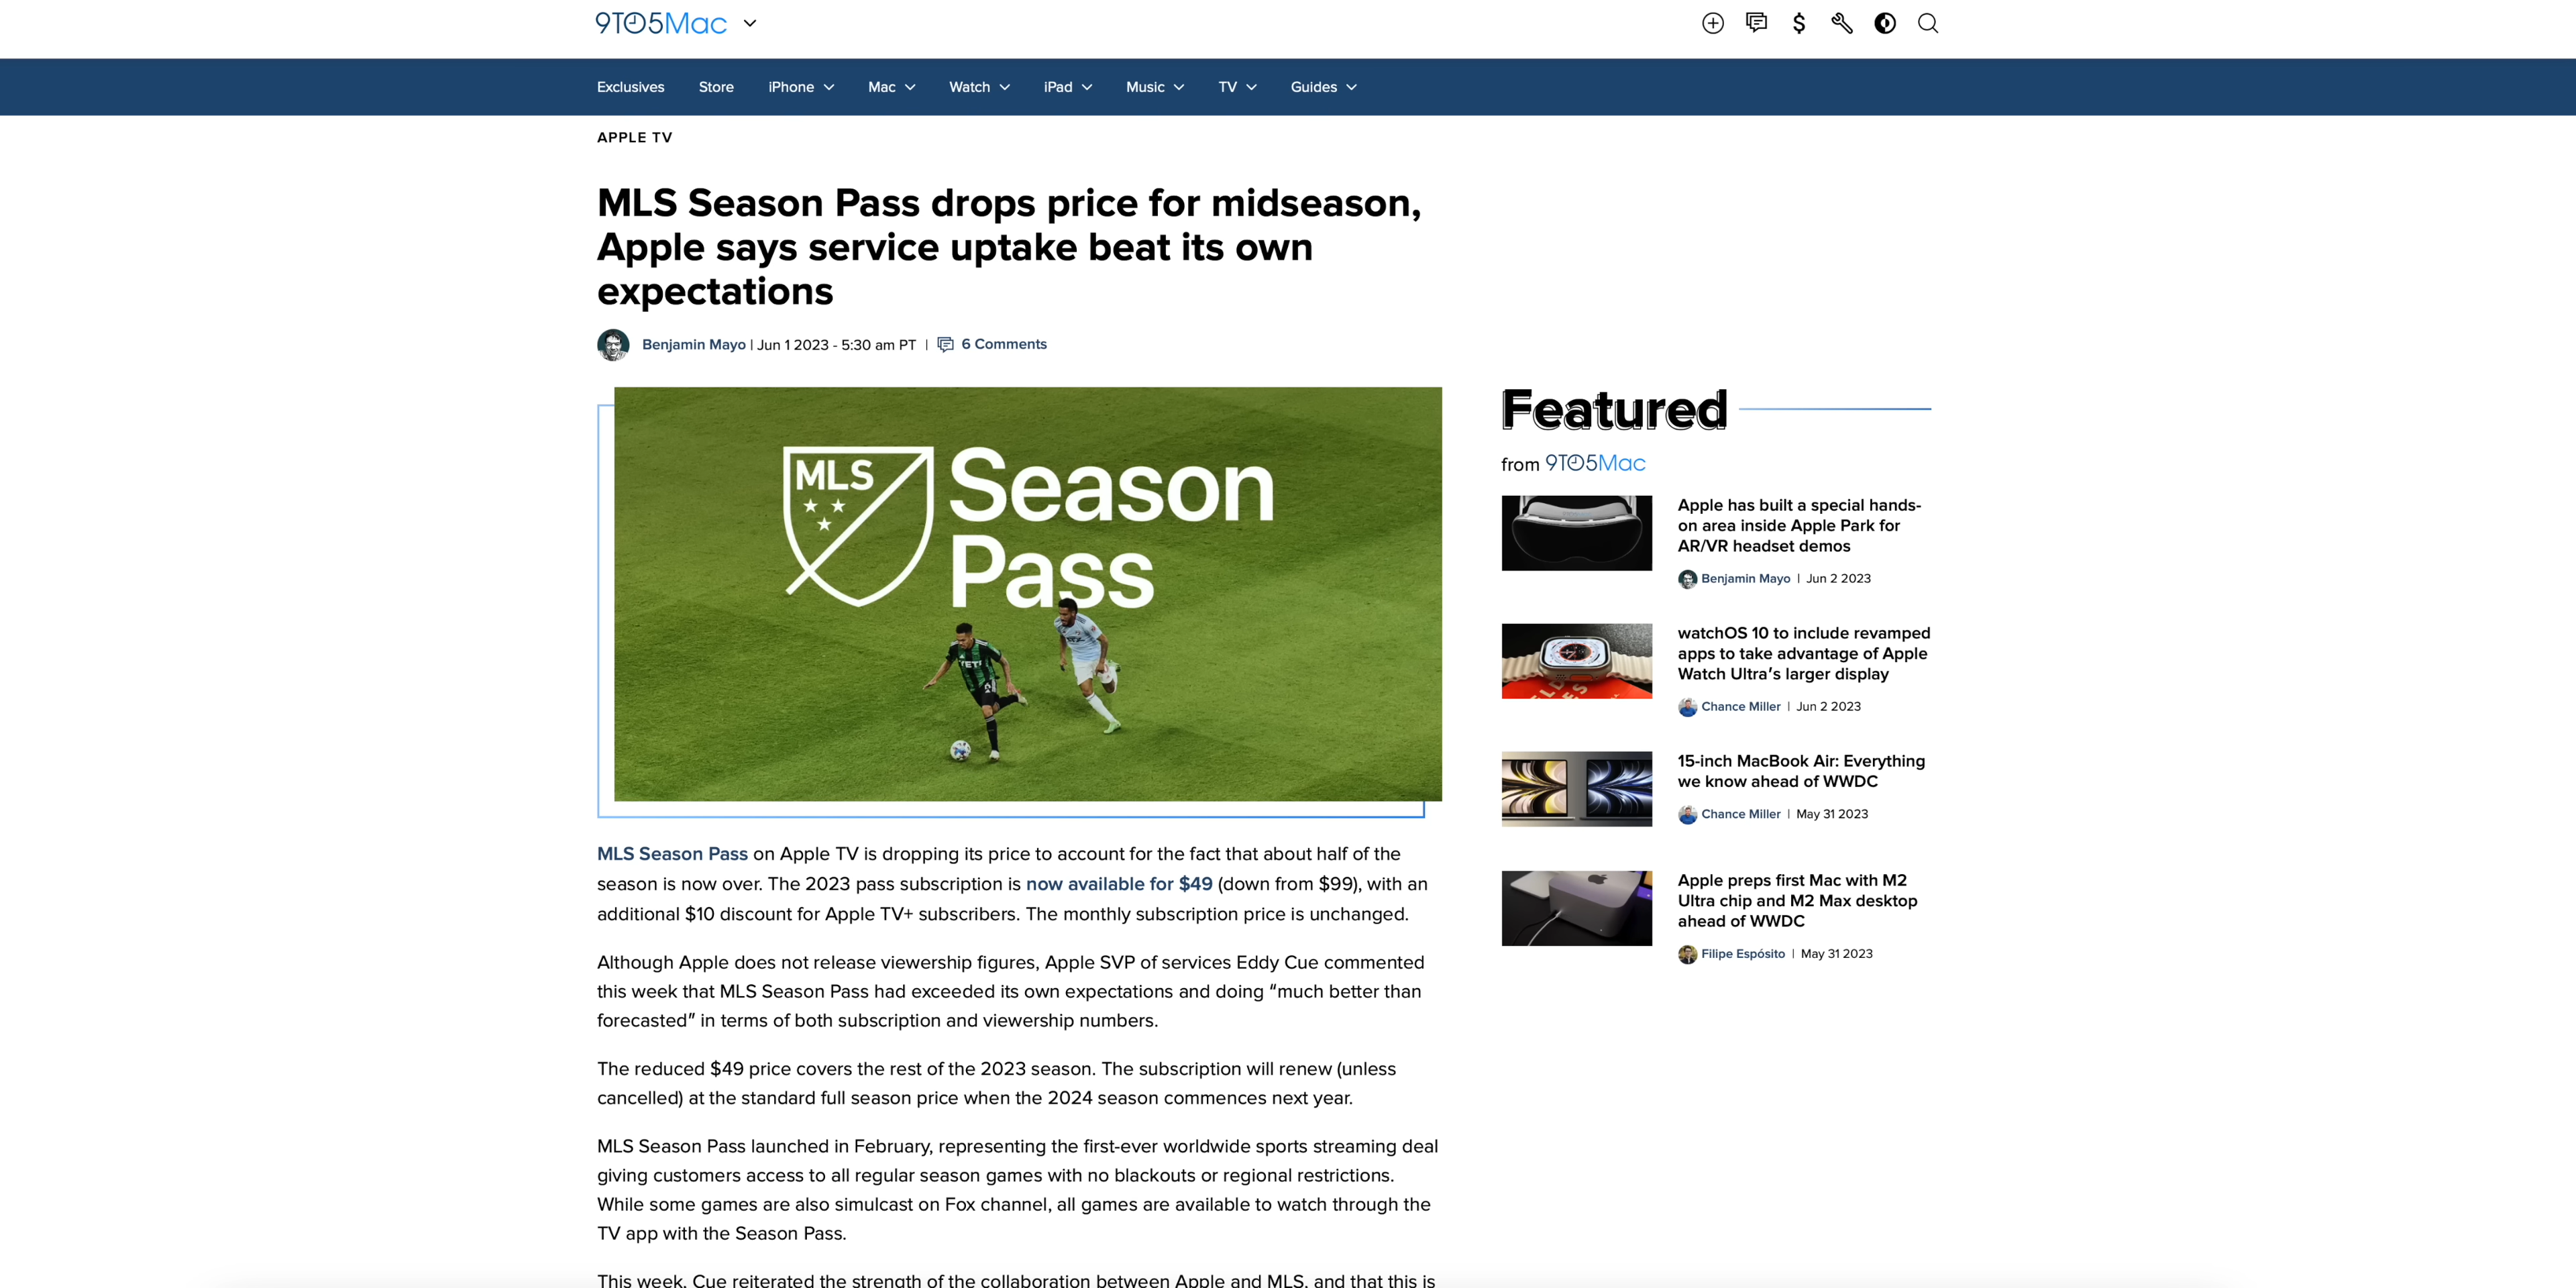 9TO5Mac
Exclusives Store iPhone Mac Watch iPad Music TV Guides
APPLE TV
MLS Season Pass drops price for midseason,
Apple says service uptake beat its own
expectations
Benjamin Mayo | Jun 1 2023 - 5:30 am PT | 6 Comments
MLS Season
Pass
YETI
MLS Season Pass on Apple TV is dropping its price to account for the fact that about half of the
season is now over. The 2023 pass subscription is now available for $49 (down from $99), with an
additional $10 discount for Apple TV+ subscribers. The monthly subscription price is unchanged.
Although Apple does not release viewership figures, Apple SVP of services Eddy Cue commented
this week that MLS Season Pass had exceeded its own expectations and doing “much better than
forecasted” in terms of both subscription and viewership numbers.
The reduced $49 price covers the rest of the 2023 season. The subscription will renew (unless
cancelled) at the standard full season price when the 2024 season commences next year.
MLS Season Pass launched in February, representing the first-ever worldwide sports streaming deal
giving customers access to all regular season games with no blackouts or regional restrictions.
While some games are also simulcast on Fox channel, all games are available to watch through the
TV app with the Season Pass.
This week, Cue reiterated the strength of the collaboration between Apple and MLS, and that this is
Featured
from 9TO5Mac
Apple has built a special hands-
on area inside Apple Park for
AR/VR headset demos
Benjamin Mayo | Jun 2 2023
watchOS 10 to include revamped
apps to take advantage of Apple
Watch Ultra’s larger display
Chance Miller | Jun 2 2023
15-inch MacBook Air: Everything
we know ahead of WWDC
Chance Miller | May 31 2023
Apple preps first Mac with M2
Ultra chip and M2 Max desktop
ahead of WWDC
Filipe Espósito | May 31 2023